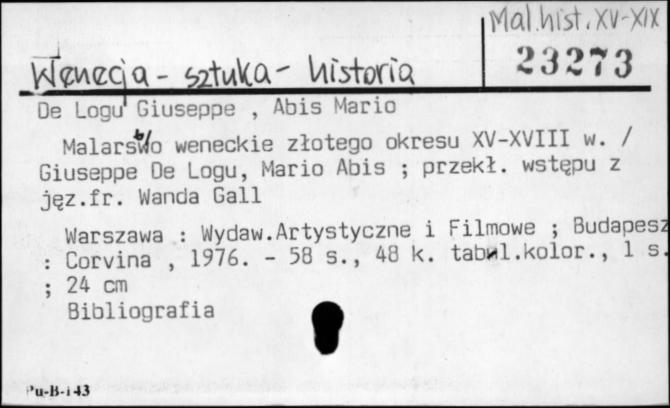 Mal.hist. XV-XIX
Wenecja - sztuka - historia
23273
De Logu Giuseppe , Abis Mario
Malarstwo weneckie złotego okresu XV-XVIII w. /
Giuseppe De Logu, Mario Abis ; przekł. wstępu z
jęz.fr. Wanda Gall
Warszawa : Wydaw.Artystyczne i Filmowe ; Budapesz
: Corvina , 1976. - 58 s., 48 k. tabl.kolor., 1 s.
; 24 cm
Bibliografia
Pu-B-143